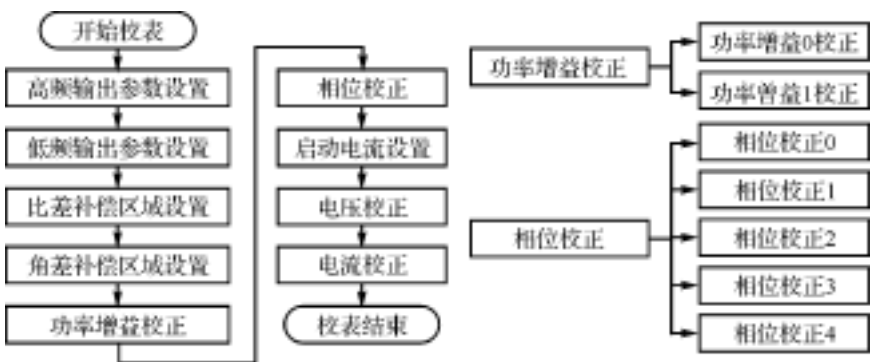 开始校表
高频输出参数设置
低频输出参数设置
比差补偿区域设置
角差补偿区域设置
功率增益校正
相位校正
启动电流设置
电压校正
电流校正
校表结束
功率增益校正
功率增益0校正
功率曾益1校正
相位校正
相位校正0
相位校正1
相位校正2
相位校正3
相位校正4